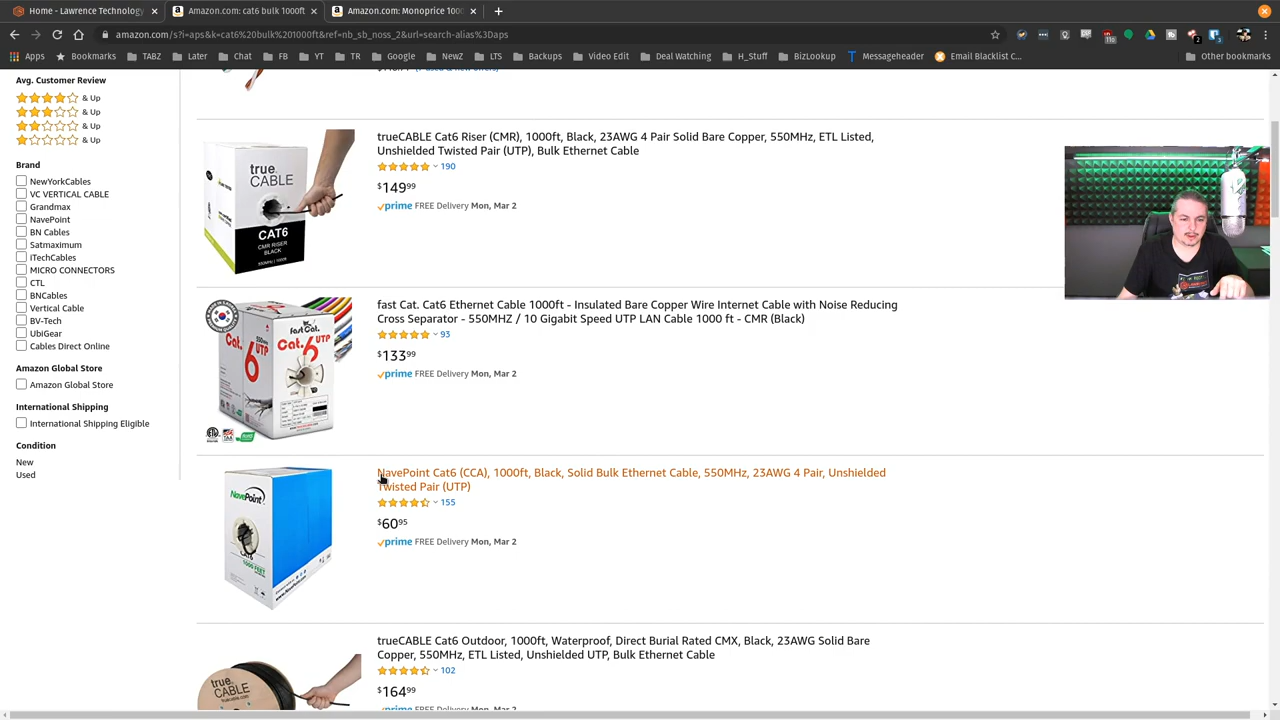 Home - Lawrence Technology
Amazon.com: cat6 bulk 1000ft
Amazon.com: Monoprice 1000
amazon.com/s?i=aps&k=cat6%20bulk%201000ft&ref=nb_sb_noss_2&url=search-alias%3Daps
Apps
Bookmarks
TABZ
Later
Chat
FB
YT
TR
Google
NewZ
LTS
Backups
Video Edit
Deal Watching
H_Stuff
BizLookup
Messageheader
Email Blacklist C...
Other bookmarks
Avg. Customer Review
& Up
& Up
& Up
& Up
Brand
NewYorkCables
VC VERTICAL CABLE
Grandmax
NavePoint
BN Cables
Satmaximum
iTechCables
MICRO CONNECTORS
CTL
BNCables
Vertical Cable
BV-Tech
UbiGear
Cables Direct Online
Amazon Global Store
Amazon Global Store
International Shipping
International Shipping Eligible
Condition
New
Used
trueCABLE Cat6 Riser (CMR), 1000ft, Black, 23AWG 4 Pair Solid Bare Copper, 550MHz, ETL Listed,
Unshielded Twisted Pair (UTP), Bulk Ethernet Cable
190
$149 99
prime FREE Delivery Mon, Mar 2
true
CABLE
CAT6
CMR RISER
BLACK
fast Cat. Cat6 Ethernet Cable 1000ft - Insulated Bare Copper Wire Internet Cable with Noise Reducing
Cross Separator - 550MHZ / 10 Gigabit Speed UTP LAN Cable 1000 ft - CMR (Black)
93
$133 99
prime FREE Delivery Mon, Mar 2
fast Cat.
Cat.
6 UTP
NavePoint Cat6 (CCA), 1000ft, Black, Solid Bulk Ethernet Cable, 550MHz, 23AWG 4 Pair, Unshielded
Twisted Pair (UTP)
155
$60 95
prime FREE Delivery Mon, Mar 2
NavePoint
CAT6
1000 FEET
trueCABLE Cat6 Outdoor, 1000ft, Waterproof, Direct Burial Rated CMX, Black, 23AWG Solid Bare
Copper, 550MHz, ETL Listed, Unshielded UTP, Bulk Ethernet Cable
102
$164 99
prime FREE Delivery Mon, Mar 2
true
CABLE